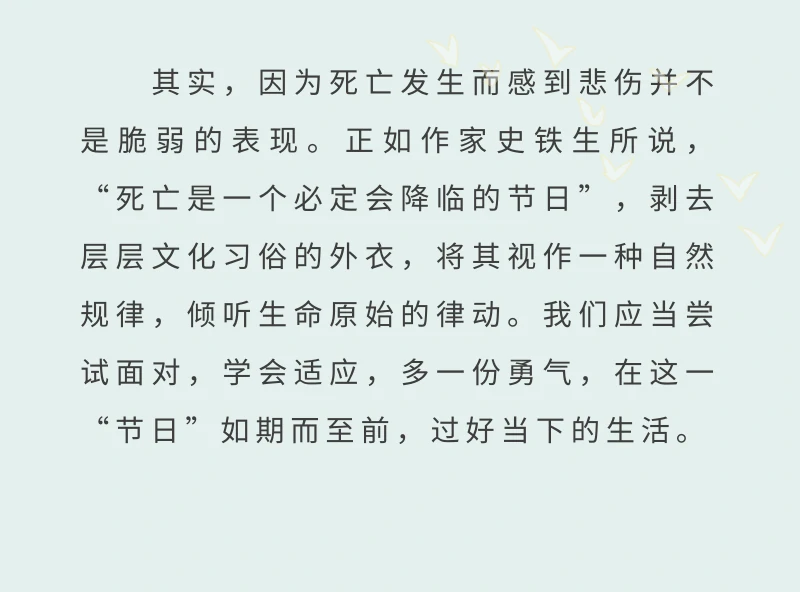 其实，因为死亡发生而感到悲伤并不
是脆弱的表现。正如作家史铁生所说，
“死亡是一个必定会降临的节日”，剥去
层层文化习俗的外衣，将其视作一种自然
规律，倾听生命原始的律动。我们应当尝
试面对，学会适应，多一份勇气，在这一
“节日”如期而至前，过好当下的生活。